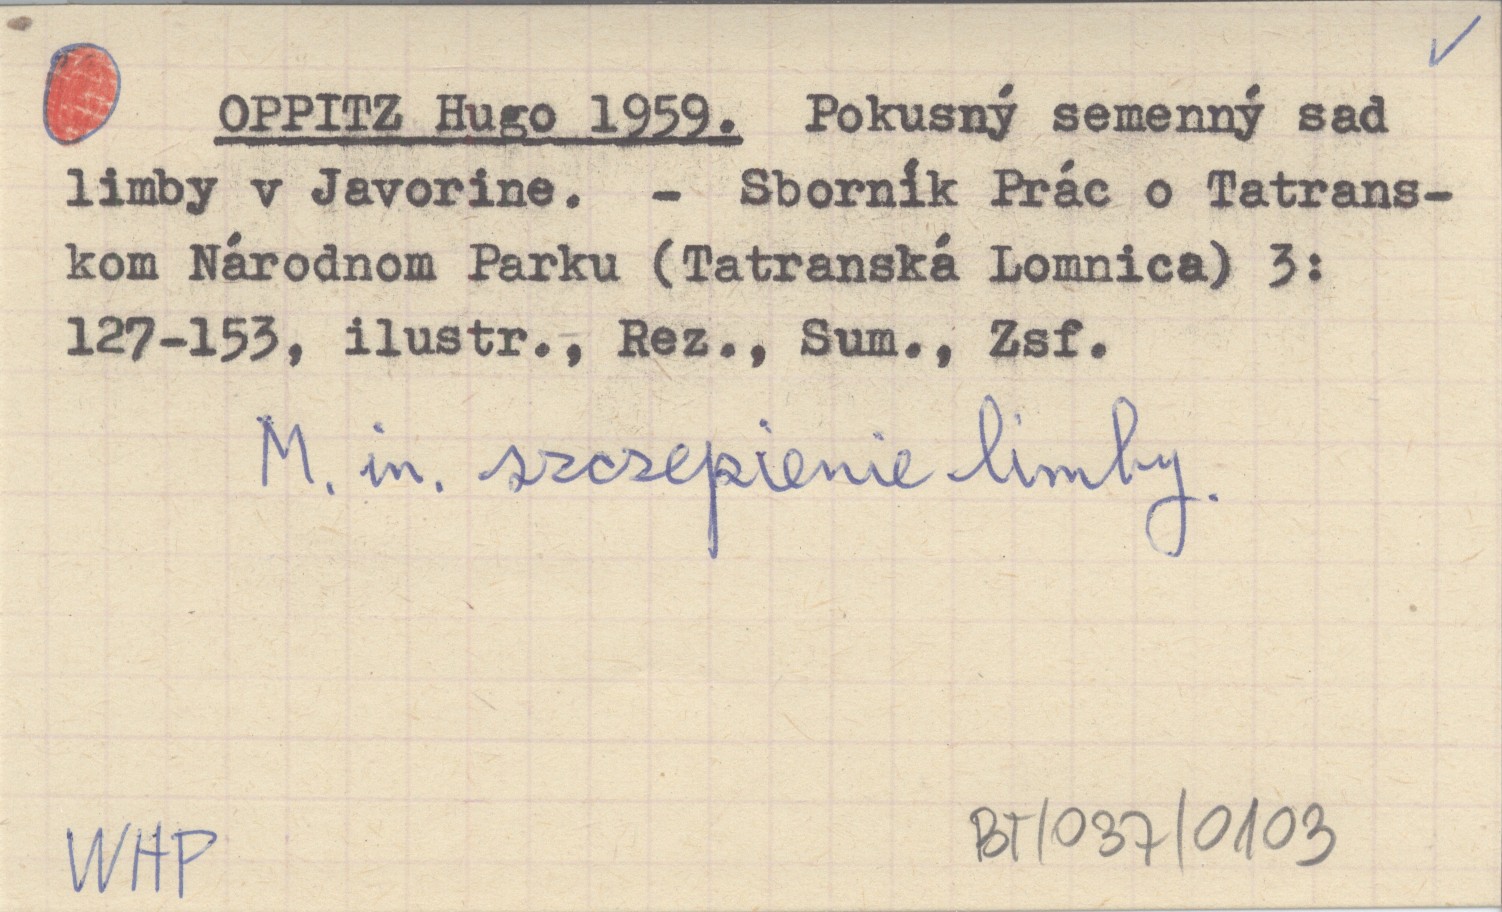 OPPITZ Hugo 1959. Pokusný semenný sad
limby v Javorine. - Sborník Prác o Tatrans-
kom Národnom Parku (Tatranská Lomnica) 3:
127-153, ilustr., Rez., Sum., Zsf.
M. in. szczepienie limby.
WHP
BT/037/0103